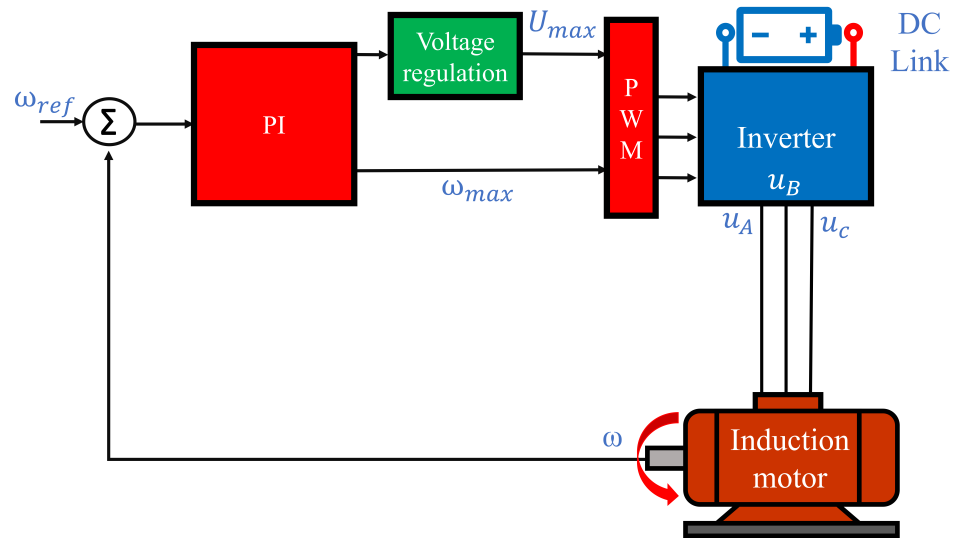 U_max
DC
Link
Voltage
regulation
ω_ref
Σ
PI
P
W
M
Inverter
u_B
ω_max
u_A
u_c
ω
Induction
motor